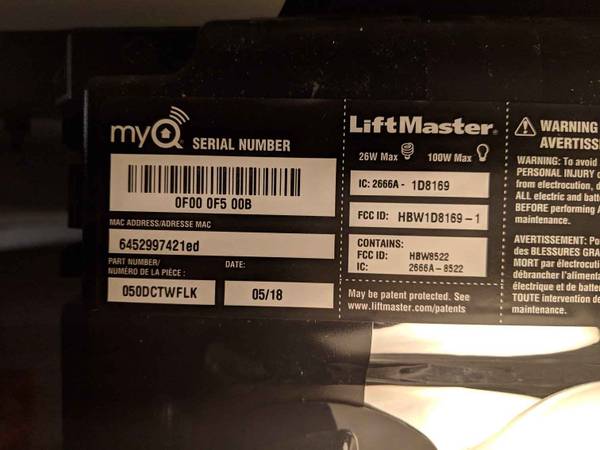 myQ SERIAL NUMBER
0F00 0F5 00B
MAC ADDRESS/ADRESSE MAC
6452997421ed
PART NUMBER/
NUMÉRO DE LA PIÈCE :
DATE:
050DCTWFLK
05/18
LiftMaster®
26W Max
100W Max
IC: 2666A - 1D8169
FCC ID: HBW1D8169-1
CONTAINS:
FCC ID: HBW8522
IC: 2666A-8522
May be patent protected. See
www.liftmaster.com/patents
WARNING
AVERTISS
WARNING: To avoid
PERSONAL INJURY
from electrocution, d
ALL electric and batt
BEFORE performing
maintenance.
AVERTISSEMENT: Po
des BLESSURES GRA
MORT par électrocuti
débrancher l'alimenta
électrique et de batte
TOUTE intervention de
maintenance.